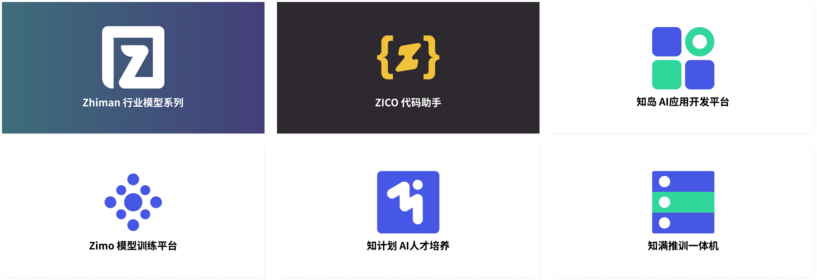 Zhiman 行业模型系列
ZICO 代码助手
知岛 AI应用开发平台
Zimo 模型训练平台
知计划 AI人才培养
知满推训一体机